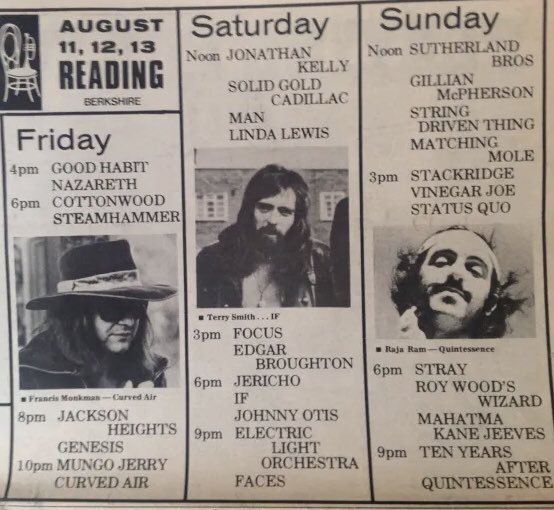 AUGUST
11, 12, 13
READING
BERKSHIRE
Friday
4pm GOOD HABIT
NAZARETH
6pm COTTONWOOD
STEAMHAMMER
■ Francis Monkman — Curved Air
8pm JACKSON
HEIGHTS
GENESIS
10pm MUNGO JERRY
CURVED AIR
Saturday
Noon JONATHAN
KELLY
SOLID GOLD
CADILLAC
MAN
LINDA LEWIS
■ Terry Smith . . . IF
3pm FOCUS
EDGAR
BROUGHTON
6pm JERICHO
IF
JOHNNY OTIS
9pm ELECTRIC
LIGHT
ORCHESTRA
FACES
Sunday
Noon SUTHERLAND
BROS
GILLIAN
McPHERSON
STRING
DRIVEN THING
MATCHING
MOLE
3pm STACKRIDGE
VINEGAR JOE
STATUS QUO
■ Raja Ram — Quintessence
6pm STRAY
ROY WOOD'S
WIZARD
MAHATMA
KANE JEEVES
9pm TEN YEARS
AFTER
QUINTESSENCE